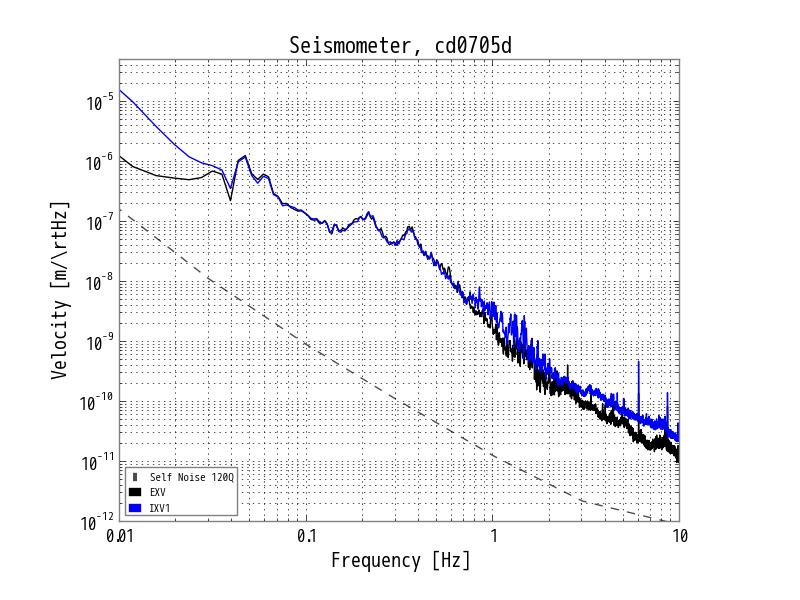 Seismometer, cd0705d
Velocity [m/\rtHz]
10^-5
10^-6
10^-7
10^-8
10^-9
10^-10
10^-11
10^-12
Self Noise 120Q
EXV
IXV1
0.01
0.1
1
10
Frequency [Hz]